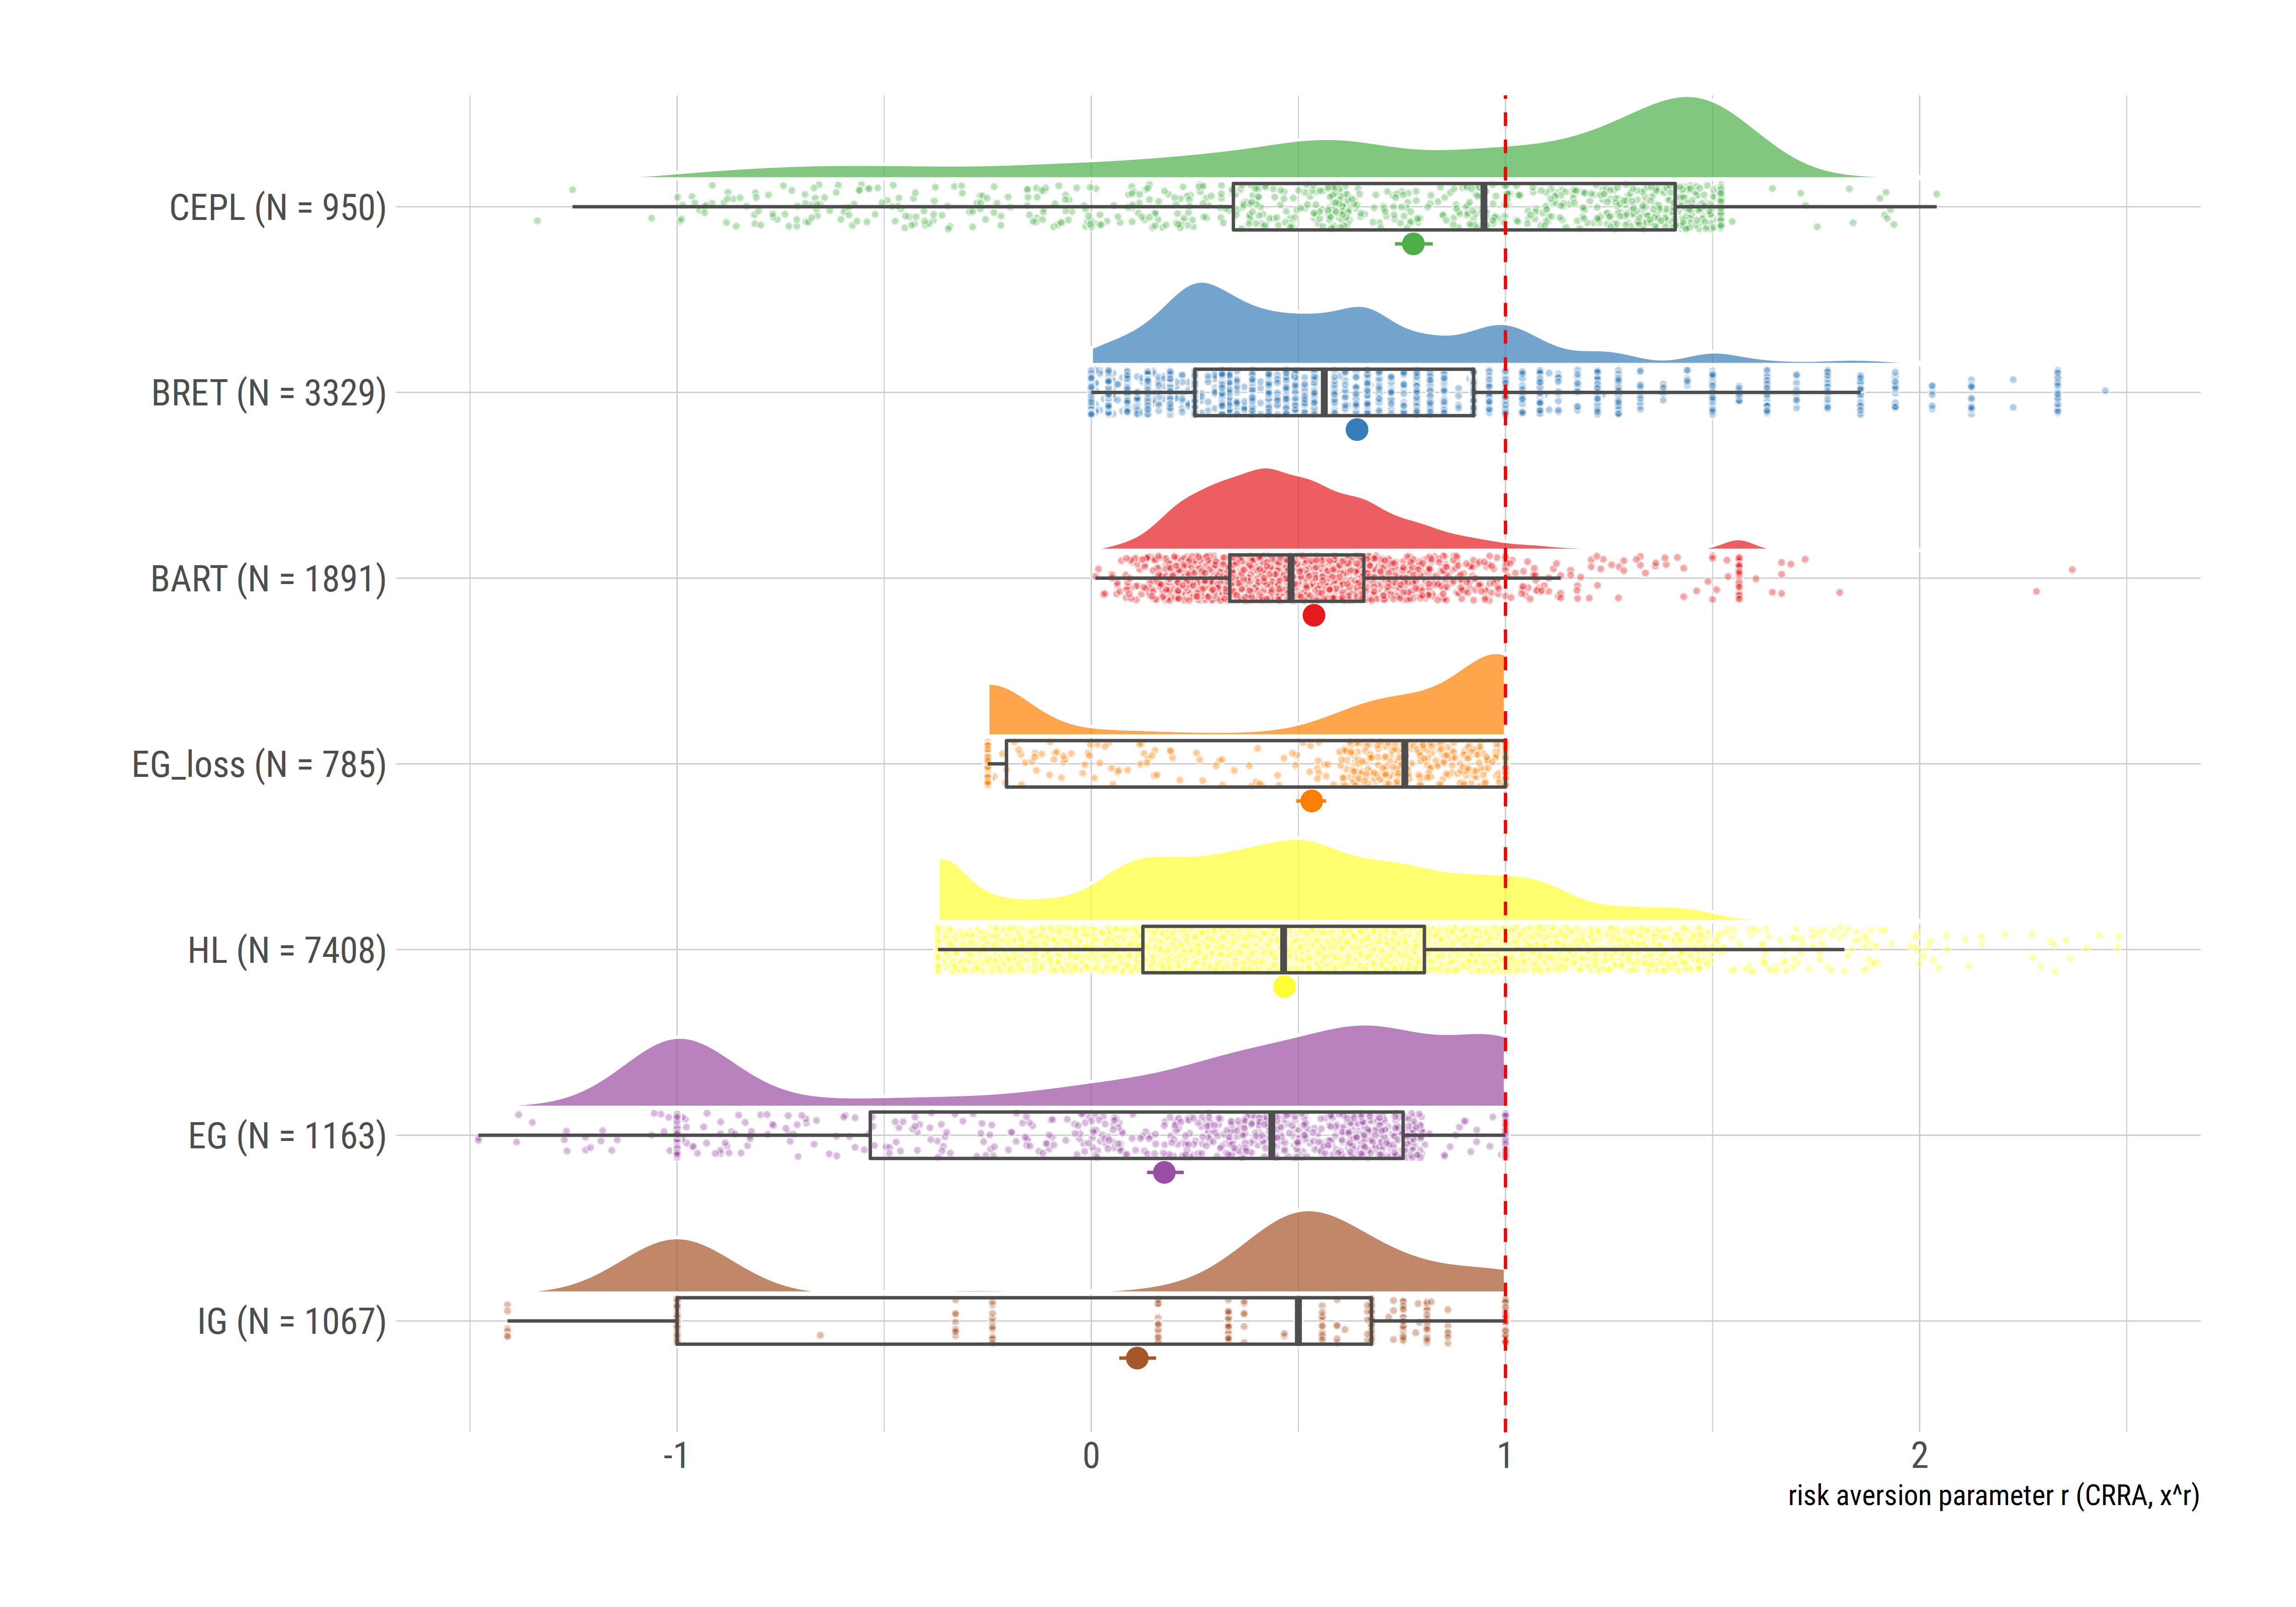 CEPL (N = 950)
BRET (N = 3329)
BART (N = 1891)
EG_loss (N = 785)
HL (N = 7408)
EG (N = 1163)
IG (N = 1067)
-1 0 1 2
risk aversion parameter r (CRRA, x^r)